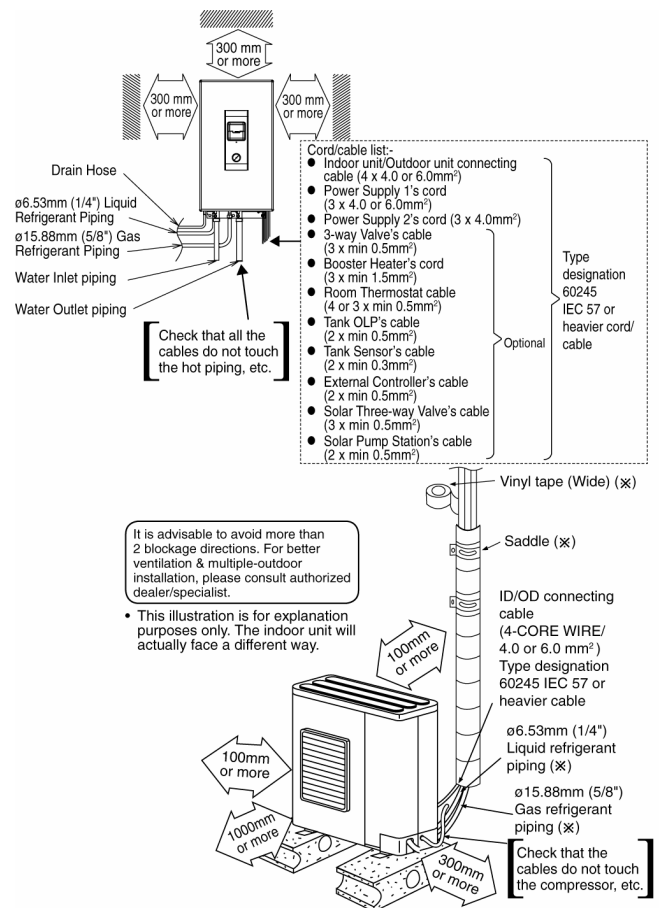 300 mm
or more
300 mm
or more
300 mm
or more
Drain Hose
ø6.53mm (1/4") Liquid
Refrigerant Piping
ø15.88mm (5/8") Gas
Refrigerant Piping
Water Inlet piping
Water Outlet piping
Check that all the
cables do not touch
the hot piping, etc.
Cord/cable list:-
● Indoor unit/Outdoor unit connecting
cable (4 x 4.0 or 6.0mm²)
● Power Supply 1's cord
(3 x 4.0 or 6.0mm²)
● Power Supply 2's cord (3 x 4.0mm²)
● 3-way Valve's cable
(3 x min 0.5mm²)
● Booster Heater's cord
(3 x min 1.5mm²)
● Room Thermostat cable
(4 or 3 x min 0.5mm²)
● Tank OLP's cable
(2 x min 0.5mm²)
● Tank Sensor's cable
(2 x min 0.3mm²)
● External Controller's cable
(2 x min 0.5mm²)
● Solar Three-way Valve's cable
(3 x min 0.5mm²)
● Solar Pump Station's cable
(2 x min 0.5mm²)
Optional
Type
designation
60245
IEC 57 or
heavier cord/
cable
Vinyl tape (Wide) (※)
Saddle (※)
It is advisable to avoid more than
2 blockage directions. For better
ventilation & multiple-outdoor
installation, please consult authorized
dealer/specialist.
• This illustration is for explanation
purposes only. The indoor unit will
actually face a different way.
ID/OD connecting
cable
(4-CORE WIRE/
4.0 or 6.0 mm²)
Type designation
60245 IEC 57 or
heavier cable
100mm
or more
100mm
or more
1000mm
or more
300mm
or more
ø6.53mm (1/4")
Liquid refrigerant
piping (※)
ø15.88mm (5/8")
Gas refrigerant
piping (※)
Check that the
cables do not touch
the compressor, etc.